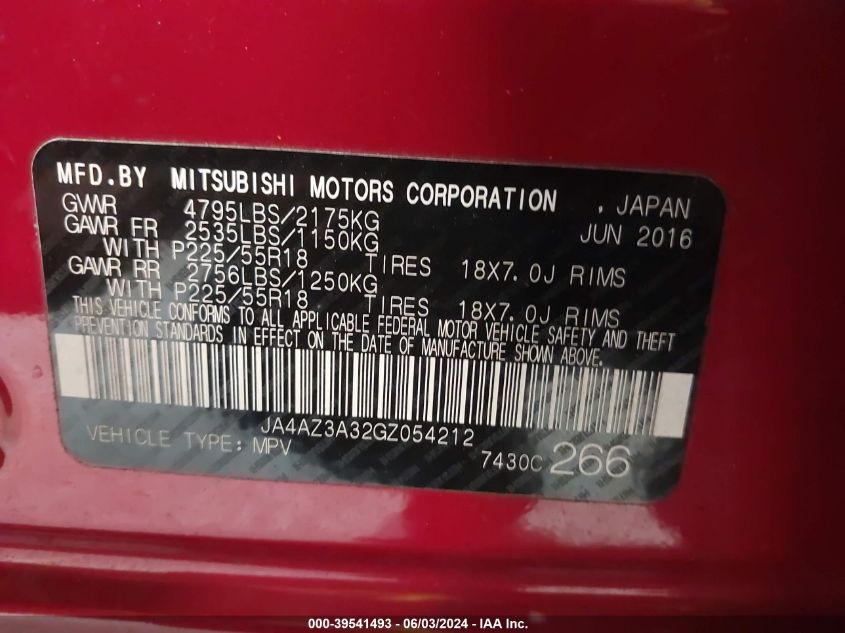 MFD.BY MITSUBISHI MOTORS CORPORATION , JAPAN
GVWR 4795LBS/2175KG JUN 2016
GAWR FR 2535LBS/1150KG
WITH P225/55R18 TIRES 18X7.0J RIMS
GAWR RR 2756LBS/1250KG
WITH P225/55R18 TIRES 18X7.0J RIMS
THIS VEHICLE CONFORMS TO ALL APPLICABLE FEDERAL MOTOR VEHICLE SAFETY AND THEFT
PREVENTION STANDARDS IN EFFECT ON THE DATE OF MANUFACTURE SHOWN ABOVE.
JA4AZ3A32GZ054212
VEHICLE TYPE: MPV 7430C 266
000-39541493 - 06/03/2024 - IAA Inc.